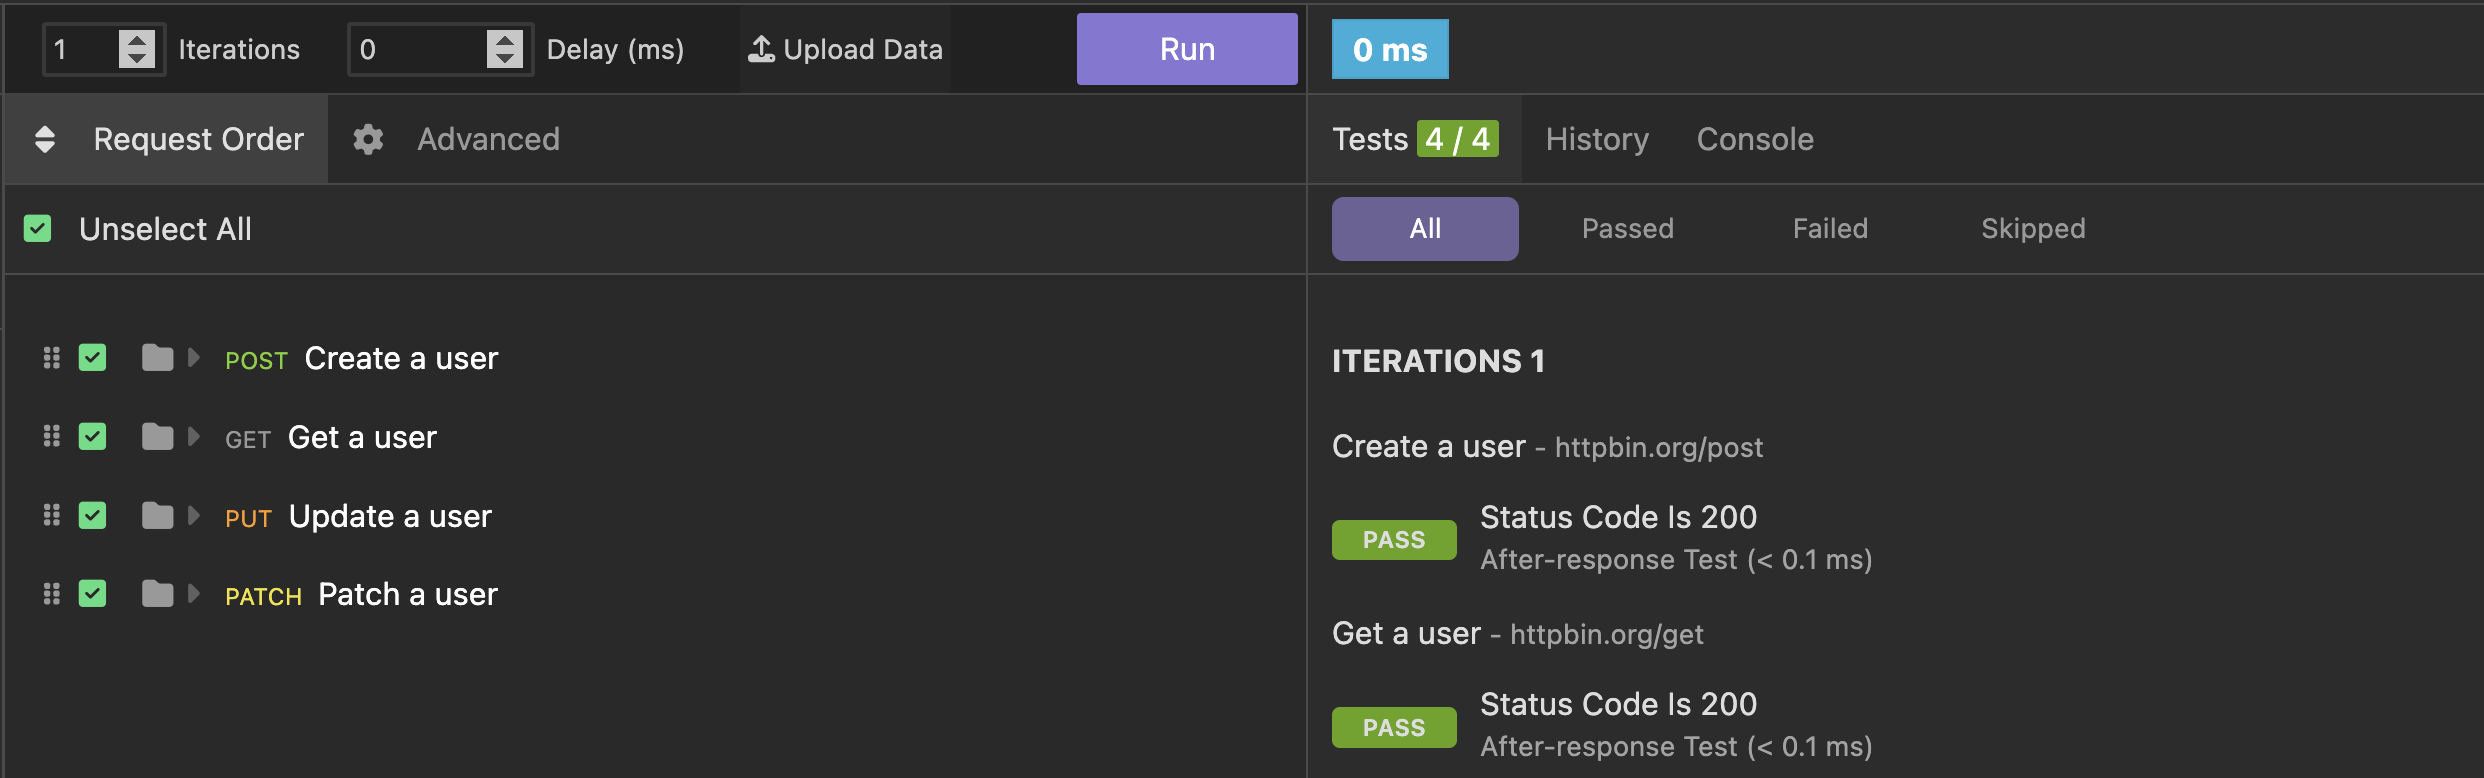 1 Iterations 0 Delay (ms) Upload Data Run
Request Order Advanced
Unselect All
POST Create a user
GET Get a user
PUT Update a user
PATCH Patch a user
0 ms
Tests 4 / 4 History Console
All Passed Failed Skipped
ITERATIONS 1
Create a user - httpbin.org/post
PASS Status Code Is 200
After-response Test (< 0.1 ms)
Get a user - httpbin.org/get
PASS Status Code Is 200
After-response Test (< 0.1 ms)